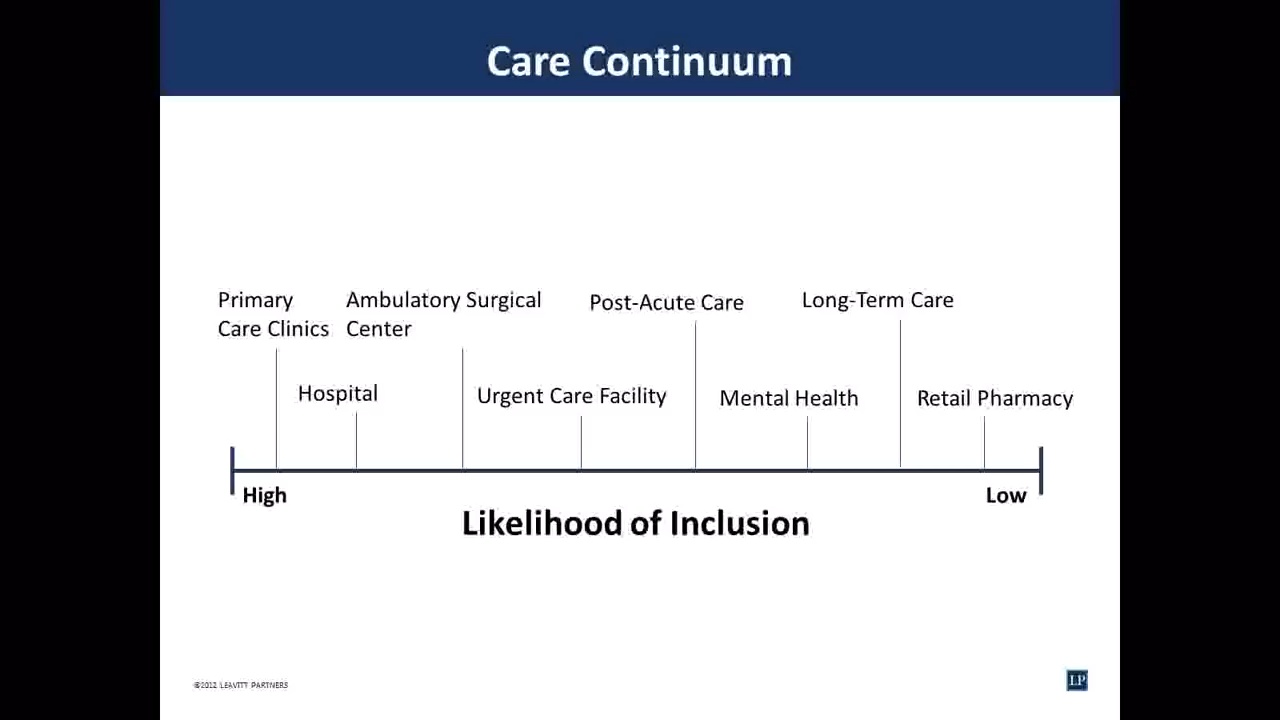 Care Continuum
Primary
Care Clinics
Ambulatory Surgical
Center
Post-Acute Care
Long-Term Care
Hospital
Urgent Care Facility
Mental Health
Retail Pharmacy
High
Low
Likelihood of Inclusion
©2012 LEAVITT PARTNERS
LP